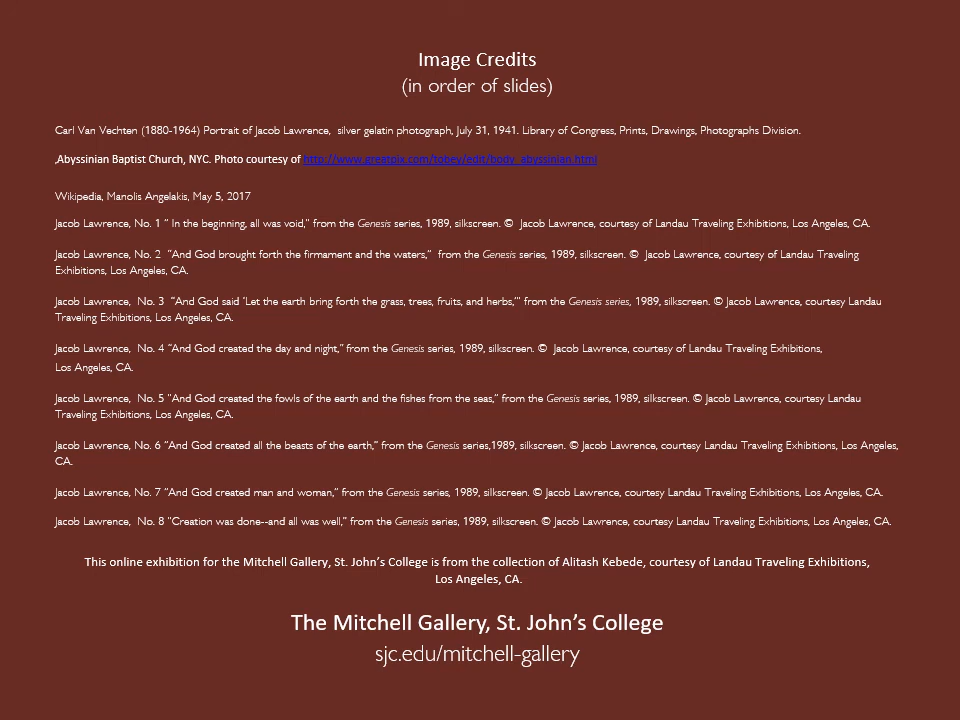 Image Credits
(in order of slides)
Carl Van Vechten (1880-1964) Portrait of Jacob Lawrence,  silver gelatin photograph, July 31, 1941. Library of Congress, Prints, Drawings, Photographs Division.
,Abyssinian Baptist Church, NYC. Photo courtesy of http://www.greatpix.com/tobey/edit/body_abyssinian.html
Wikipedia, Manolis Angelakis, May 5, 2017
Jacob Lawrence, No. 1 “ In the beginning, all was void,” from the Genesis series, 1989, silkscreen. ©  Jacob Lawrence, courtesy of Landau Traveling Exhibitions, Los Angeles, CA.
Jacob Lawrence, No. 2  “And God brought forth the firmament and the waters,”  from the Genesis series, 1989, silkscreen. ©  Jacob Lawrence, courtesy of Landau Traveling
Exhibitions, Los Angeles, CA.
Jacob Lawrence,  No. 3  “And God said ‘Let the earth bring forth the grass, trees, fruits, and herbs,’” from the Genesis series, 1989, silkscreen. © Jacob Lawrence, courtesy Landau
Traveling Exhibitions, Los Angeles, CA.
Jacob Lawrence,  No. 4 “And God created the day and night,” from the Genesis series, 1989, silkscreen. ©  Jacob Lawrence, courtesy of Landau Traveling Exhibitions,
Los Angeles, CA.
Jacob Lawrence,  No. 5 “And God created the fowls of the earth and the fishes from the seas,” from the Genesis series, 1989, silkscreen. © Jacob Lawrence, courtesy Landau
Traveling Exhibitions, Los Angeles, CA.
Jacob Lawrence,  No. 6 “And God created all the beasts of the earth,” from the Genesis series,1989, silkscreen. © Jacob Lawrence, courtesy Landau Traveling Exhibitions, Los Angeles,
CA.
Jacob Lawrence, No. 7 “And God created man and woman,” from the Genesis series, 1989, silkscreen. © Jacob Lawrence, courtesy Landau Traveling Exhibitions, Los Angeles, CA.
Jacob Lawrence,  No. 8 “Creation was done--and all was well,” from the Genesis series, 1989, silkscreen. © Jacob Lawrence, courtesy Landau Traveling Exhibitions, Los Angeles, CA.
This online exhibition for the Mitchell Gallery, St. John’s College is from the collection of Alitash Kebede, courtesy of Landau Traveling Exhibitions,
Los Angeles, CA.
The Mitchell Gallery, St. John’s College
sjc.edu/mitchell-gallery